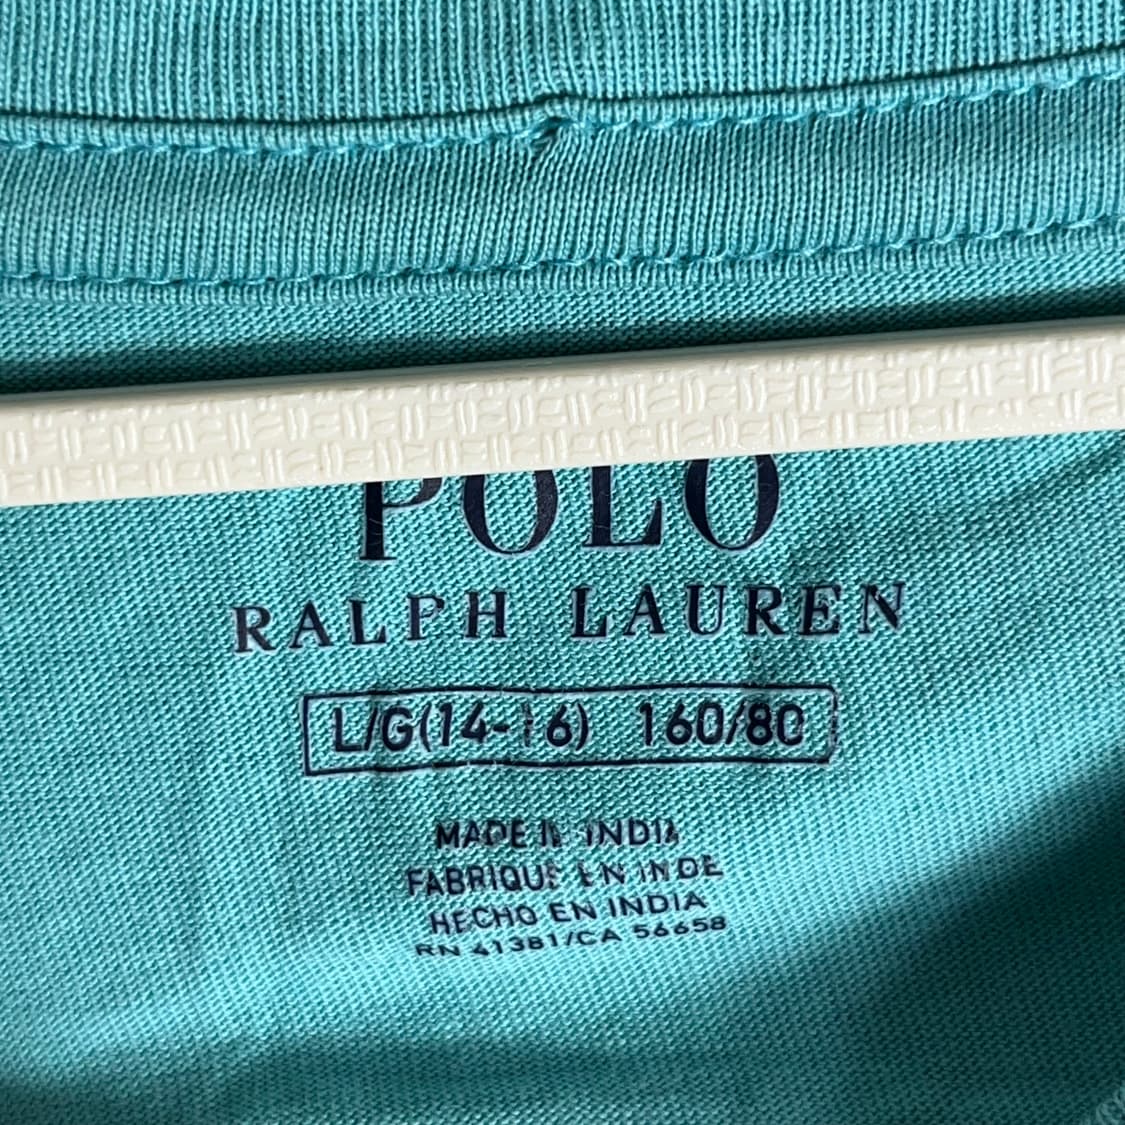 POLO
RALPH LAUREN
L/G(14-16) 160/80
MADE IN INDIA
FABRIQUE EN INDE
HECHO EN INDIA
RN 41381/CA 56658